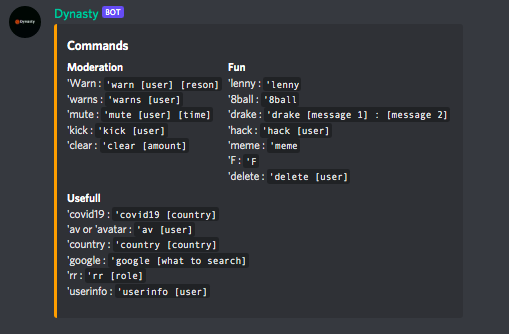 Dynasty
Dynasty BOT
Commands
Moderation
'Warn : 'warn [user] [reson]
'warns : 'warns [user]
'mute : 'mute [user] [time]
'kick : 'kick [user]
'clear : 'clear [amount]
Fun
'lenny : 'lenny
'8ball : '8ball
'drake : 'drake [message 1] : [message 2]
'hack : 'hack [user]
'meme : 'meme
'F : 'F
'delete : 'delete [user]
Usefull
'covid19 : 'covid19 [country]
'av or 'avatar : 'av [user]
'country : 'country [country]
'google : 'google [what to search]
'rr : 'rr [role]
'userinfo : 'userinfo [user]